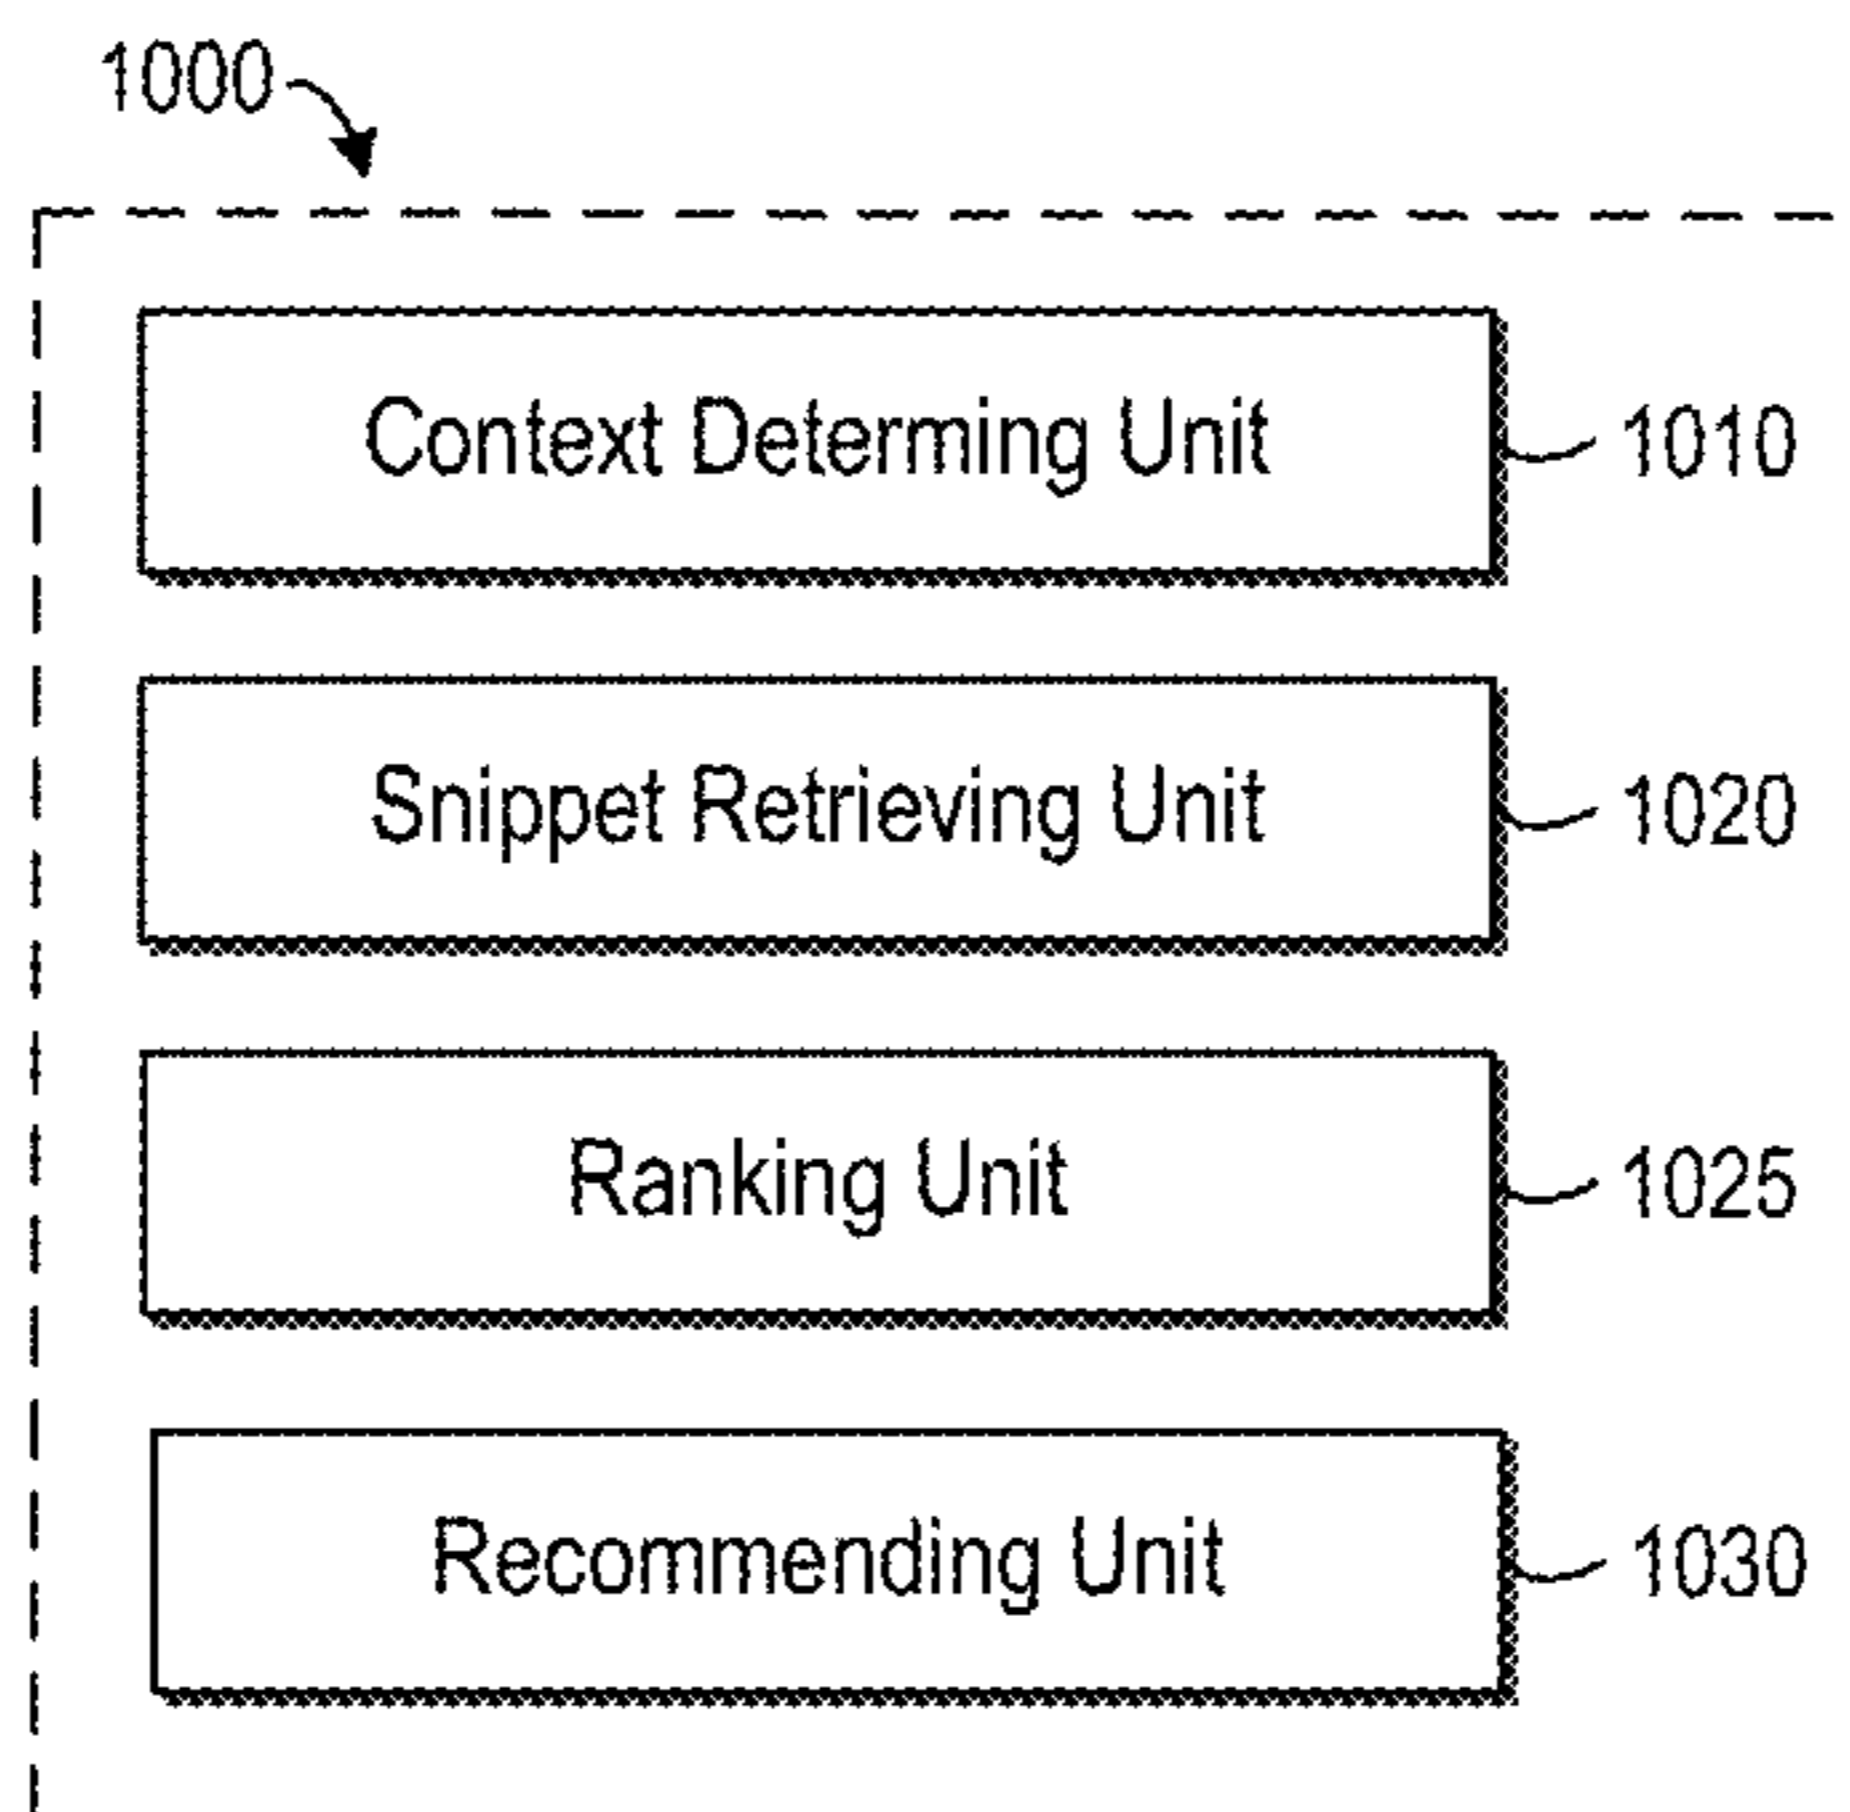 1000
Context Determing Unit
1010
Snippet Retrieving Unit
1020
Ranking Unit
1025
Recommending Unit
1030